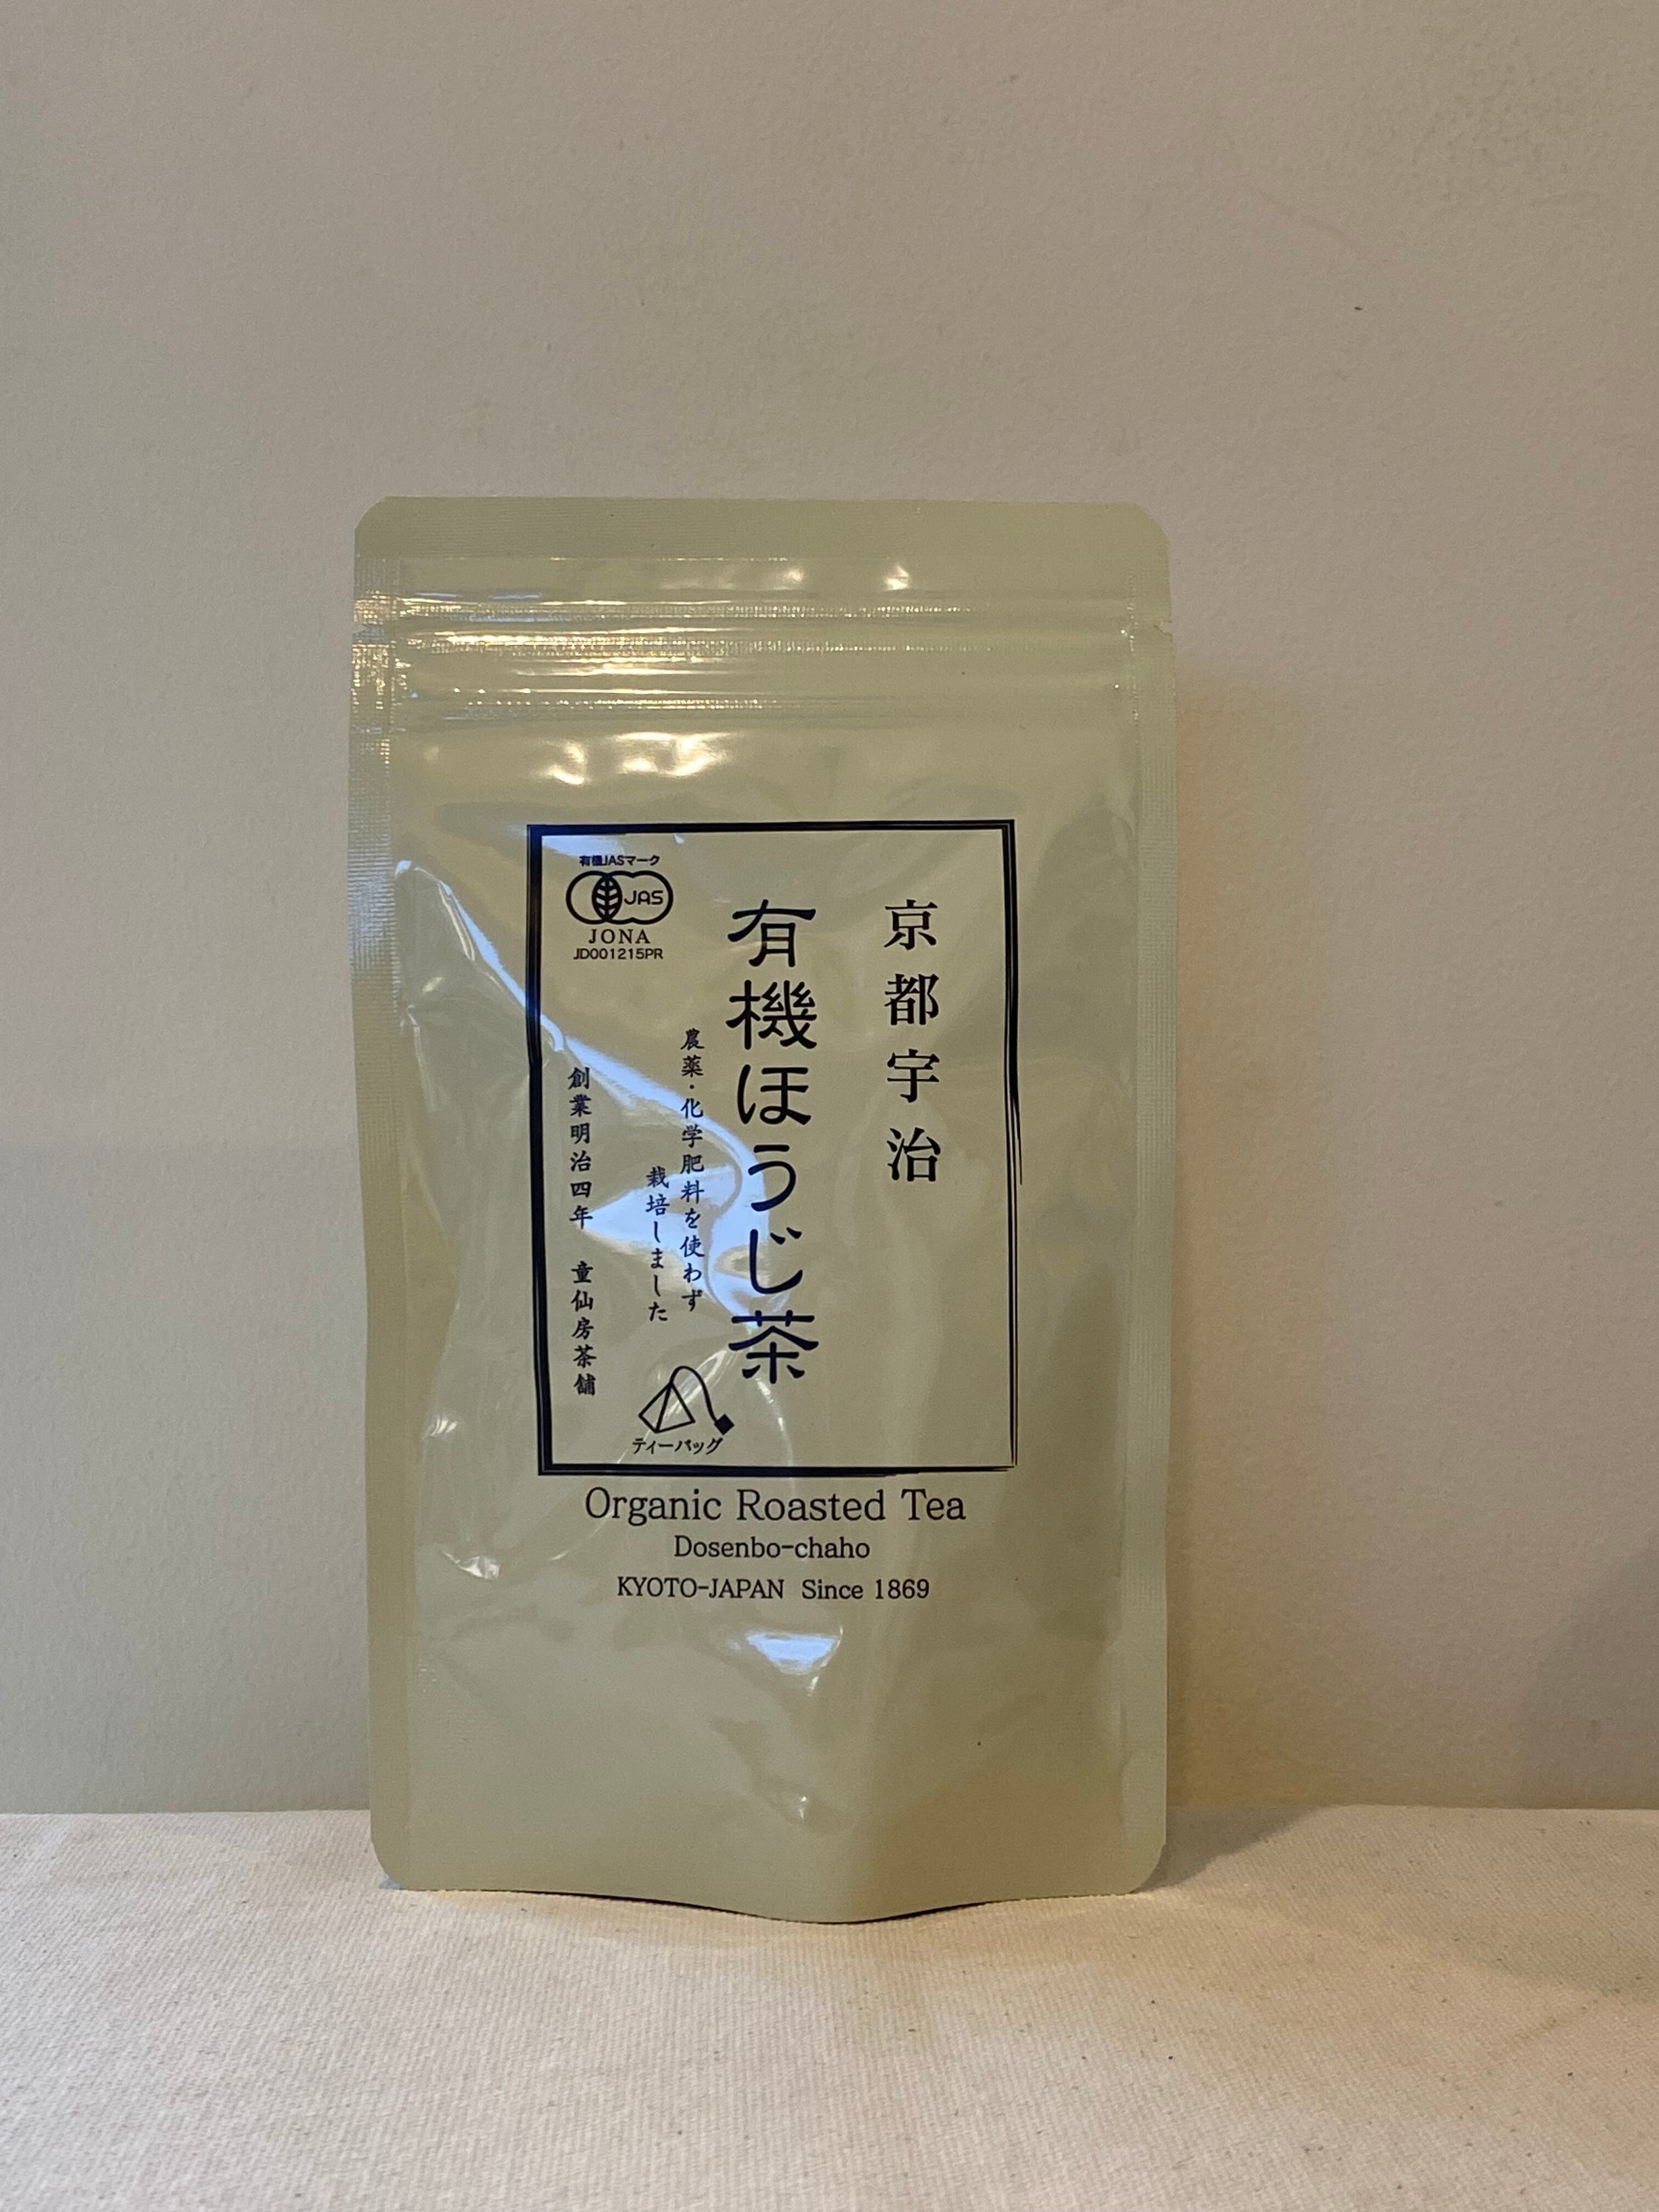 京都宇治
有機ほうじ茶
農薬・化学肥料を使わず
栽培しました
有機JASマーク
JAS
JONA
JD001215PR
創業明治四年 童仙房茶舗
ティーバッグ
Organic Roasted Tea
Dosenbo-chaho
KYOTO-JAPAN Since 1869